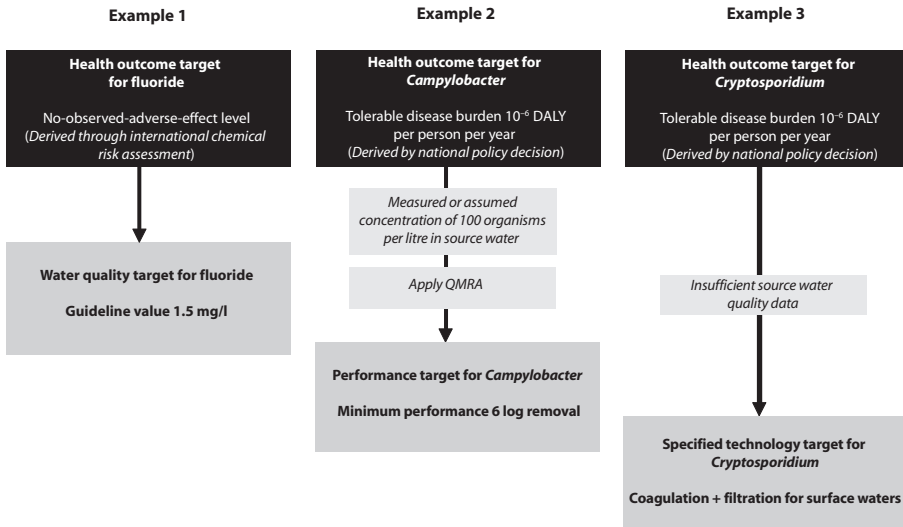 Example 1
Health outcome target
for fluoride
No-observed-adverse-effect level
(Derived through international chemical
risk assessment)
Water quality target for fluoride
Guideline value 1.5 mg/l
Example 2
Health outcome target for
Campylobacter
Tolerable disease burden 10⁻⁶ DALY
per person per year
(Derived by national policy decision)
Measured or assumed
concentration of 100 organisms
per litre in source water
Apply QMRA
Performance target for Campylobacter
Minimum performance 6 log removal
Example 3
Health outcome target for
Cryptosporidium
Tolerable disease burden 10⁻⁶ DALY
per person per year
(Derived by national policy decision)
Insufficient source water
quality data
Specified technology target for
Cryptosporidium
Coagulation + filtration for surface waters